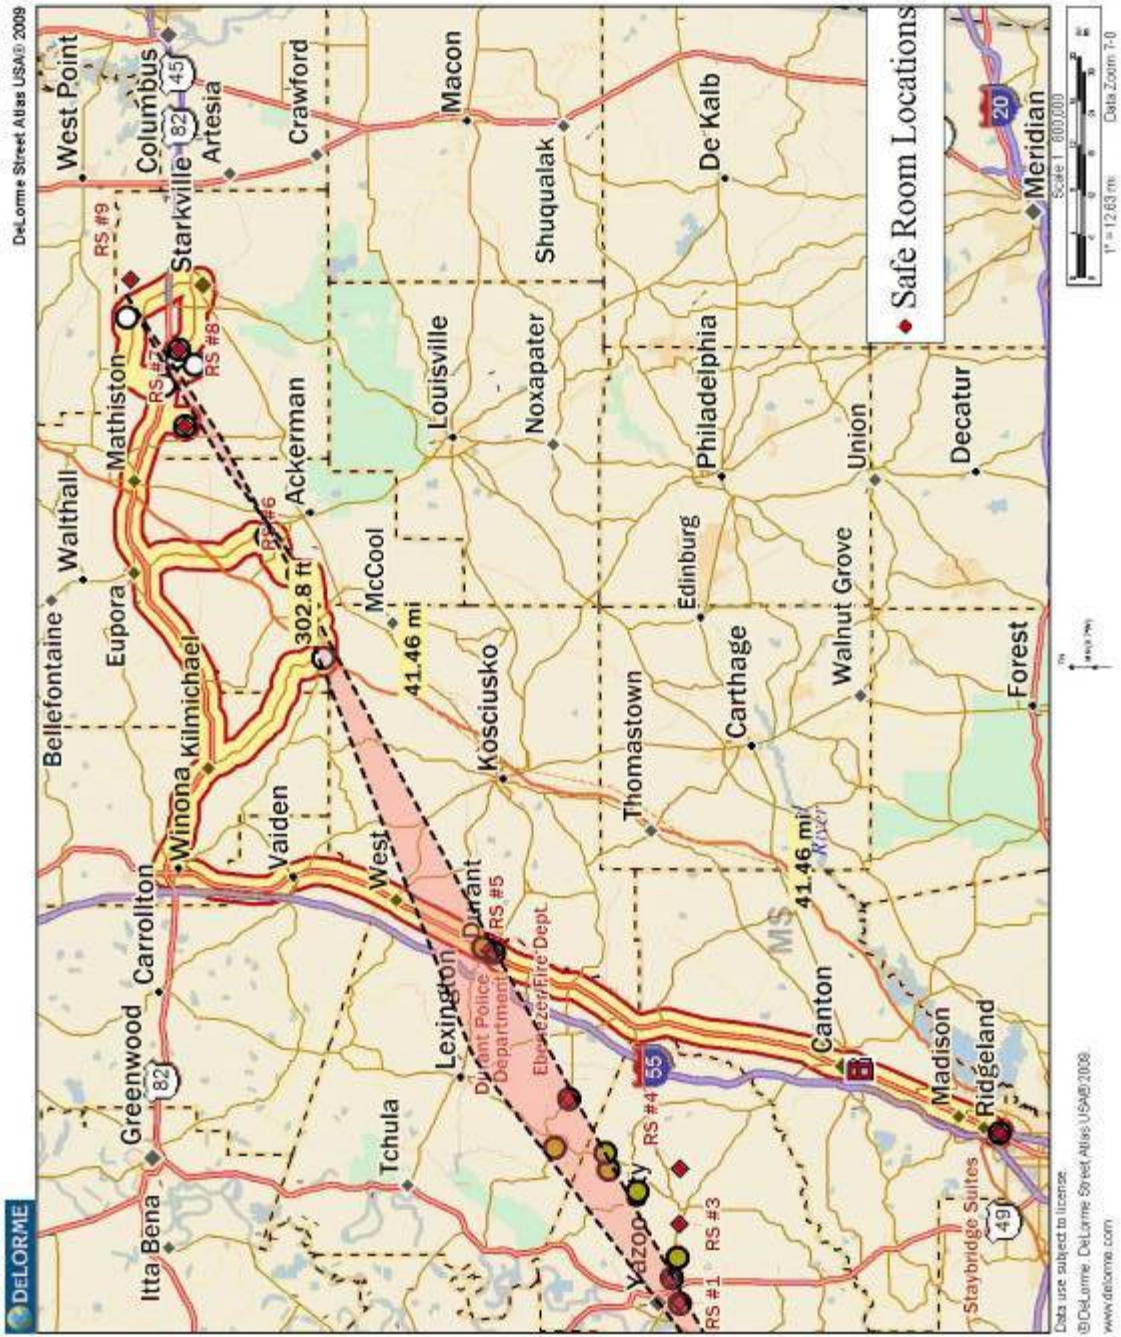 DeLorme Street Atlas USA® 2009
DELORME
West Point
Columbus
45
82
Artesia
Starkville
RS #9
Crawford
Macon
Shuqualak
De Kalb
Safe Room Locations
20
Meridian
Mathiston
RS #7
RS #8
Walthall
Bellefontaine
Eupora
Kilmichael
Ackerman
RS #6
302.8 ft
McCool
41.46 mi
Louisville
Noxapater
Philadelphia
Union
Decatur
Edinburg
Walnut Grove
Carthage
Kosciusko
Thomastown
Forest
Winona
Carrollton
Vaiden
West
Durant
RS #5
Durant Police
Department
Ebenezer Fire Dept.
Lexington
Greenwood
82
Itta Bena
Tchula
41.46 mi
River
MS
Canton
55
Madison
Ridgeland
RS #4
RS #3
RS #1
Yazoo
Staybridge Suites
49
Data use subject to license.
© DeLorme. DeLorme Street Atlas USA® 2009.
www.delorme.com
TN
Scale 1 : 800,000
1" = 12.63 mi
Data Zoom 7-0